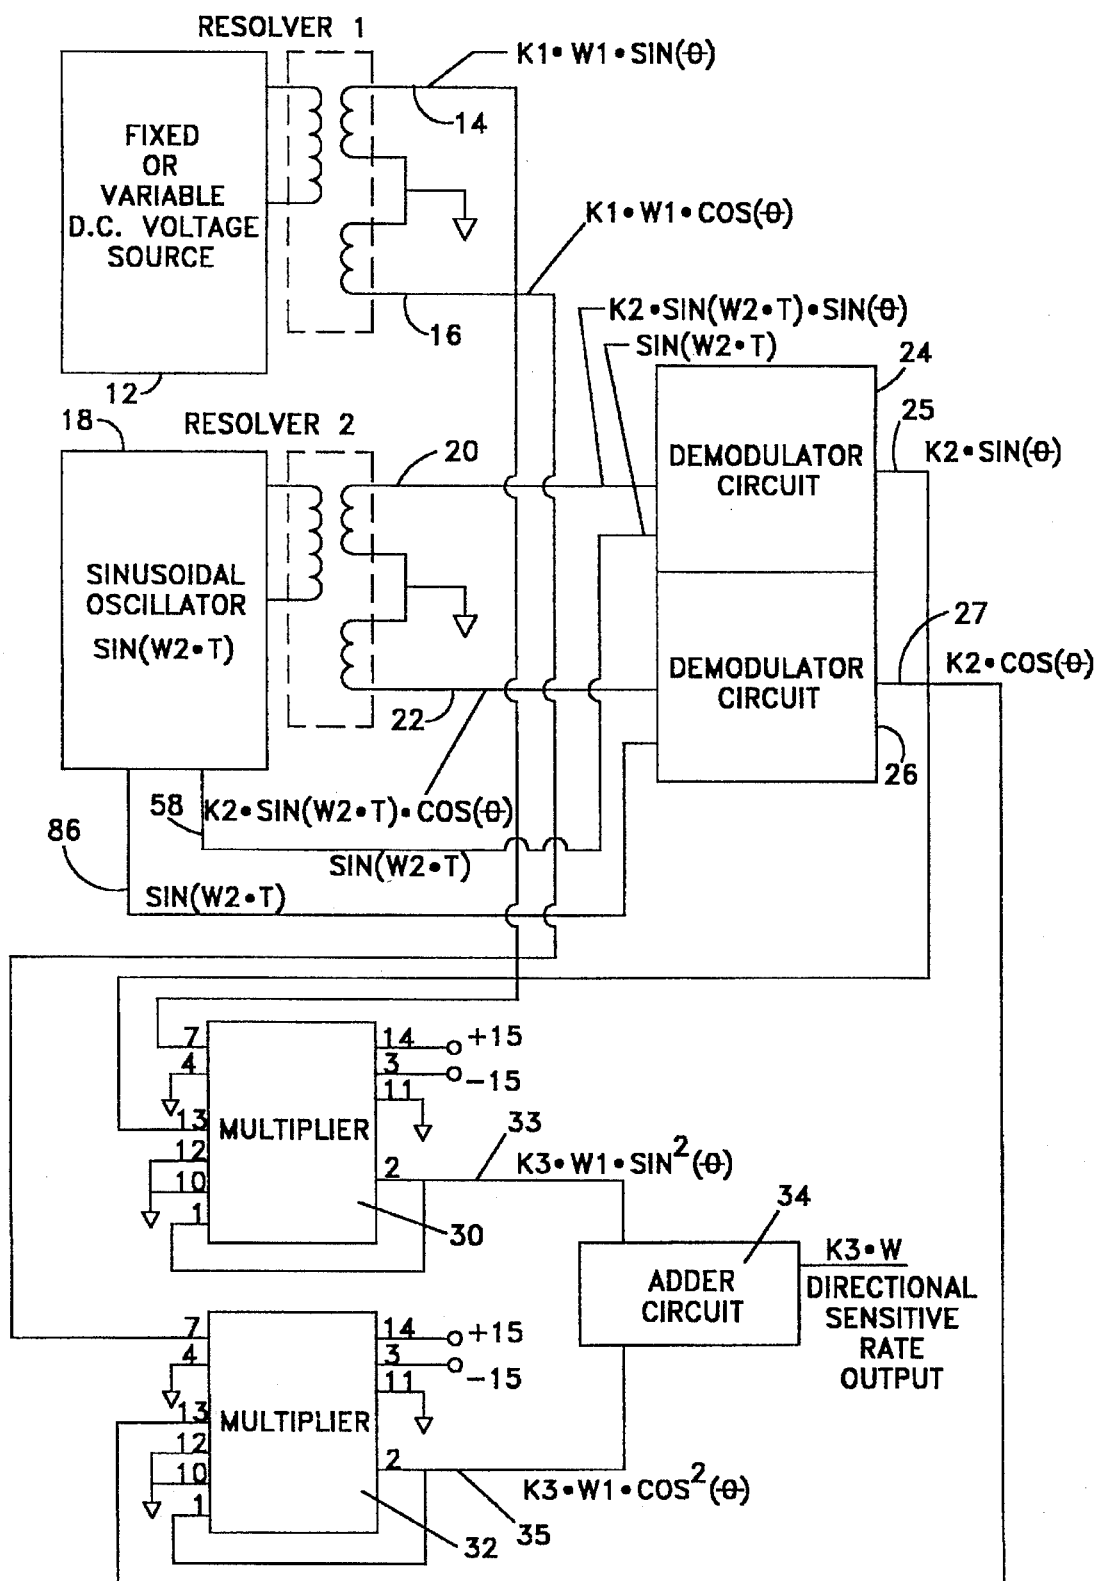 RESOLVER 1
K1•W1•SIN(θ)
14
FIXED
OR
VARIABLE
D.C. VOLTAGE
SOURCE
K1•W1•COS(θ)
16
12
K2•SIN(W2•T)•SIN(θ)
SIN(W2•T)
24
18
RESOLVER 2
20
25
K2•SIN(θ)
DEMODULATOR
CIRCUIT
SINUSOIDAL
OSCILLATOR
SIN(W2•T)
27
K2•COS(θ)
DEMODULATOR
CIRCUIT
22
26
58
K2•SIN(W2•T)•COS(θ)
86
SIN(W2•T)
SIN(W2•T)
7
14
+15
4
3
-15
11
13
MULTIPLIER
33
12
2
K3•W1•SIN²(θ)
10
1
30
34
ADDER
CIRCUIT
K3•W
DIRECTIONAL
SENSITIVE
RATE
OUTPUT
7
14
+15
4
3
-15
11
13
MULTIPLIER
12
2
10
K3•W1•COS²(θ)
1
32
35